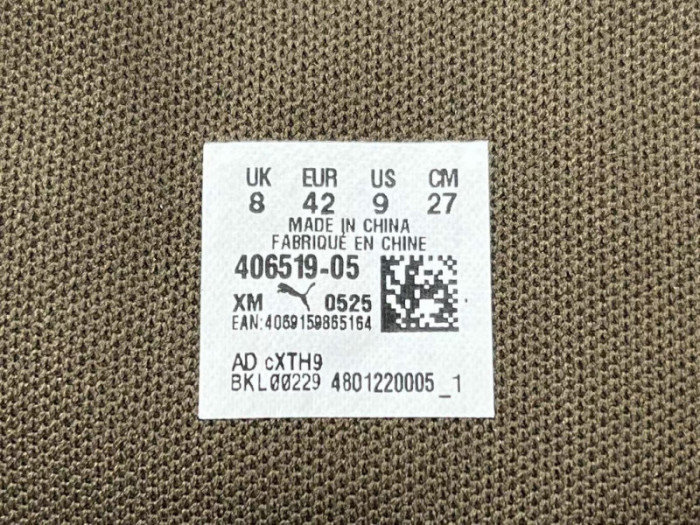 UK EUR US CM
8 42 9 27
MADE IN CHINA
FABRIQUÉ EN CHINE
406519-05
XM 0525
EAN:4069159865164
AD cXTH9
BKL00229 4801220005_1